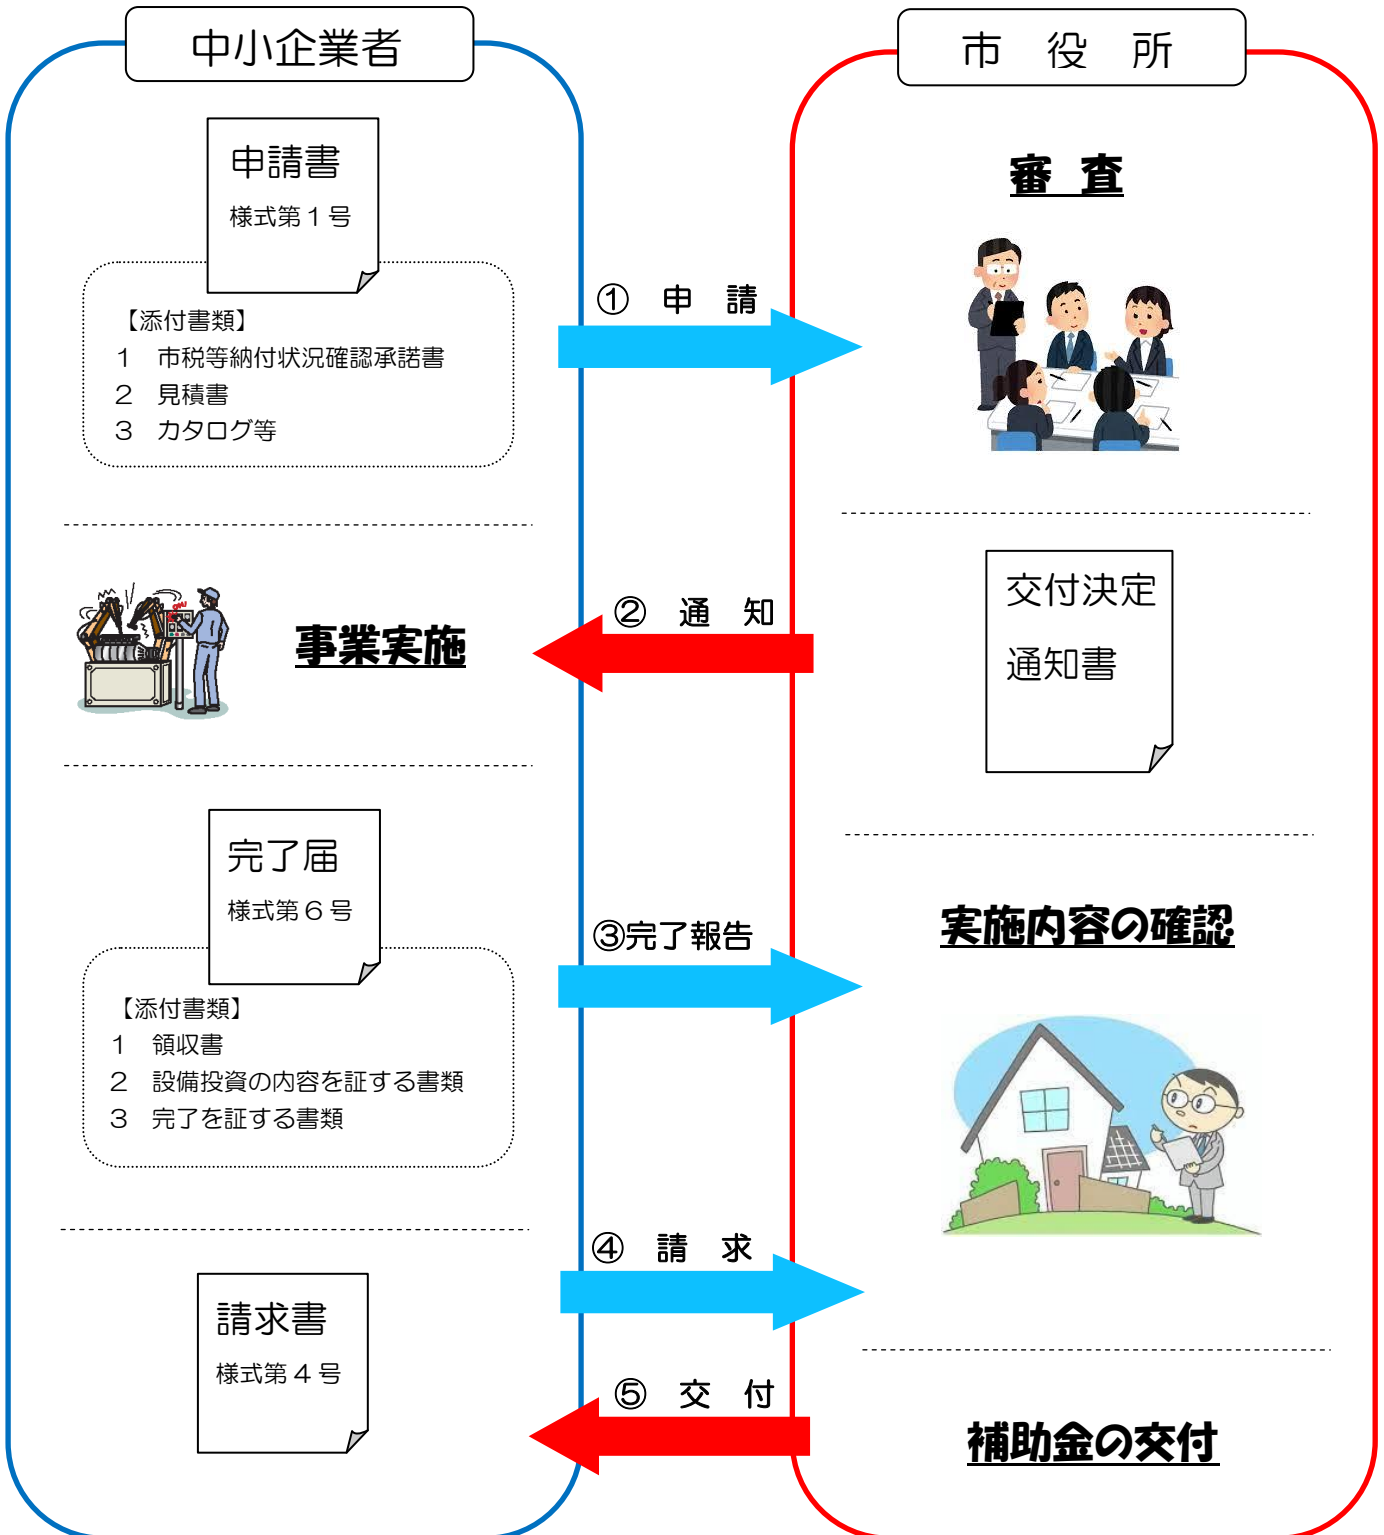 中小企業者
市　役　所
申請書
様式第１号
【添付書類】
１　市税等納付状況確認承諾書
２　見積書
３　カタログ等
①　申　請
審　査
事業実施
②　通　知
交付決定
通知書
完了届
様式第６号
【添付書類】
１　領収書
２　設備投資の内容を証する書類
３　完了を証する書類
③完了報告
実施内容の確認
請求書
様式第４号
④　請　求
⑤　交　付
補助金の交付